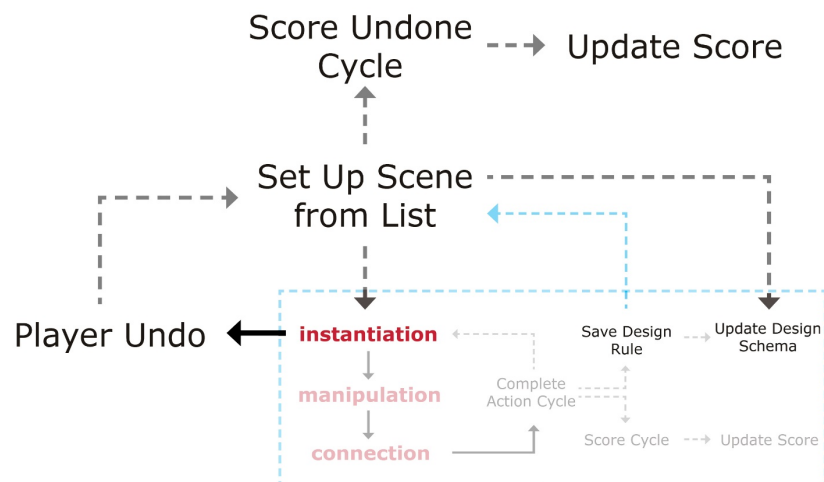 Score Undone
Cycle
Update Score
Set Up Scene
from List
Player Undo
instantiation
Save Design
Rule
Update Design
Schema
manipulation
Complete
Action Cycle
connection
Score Cycle
Update Score